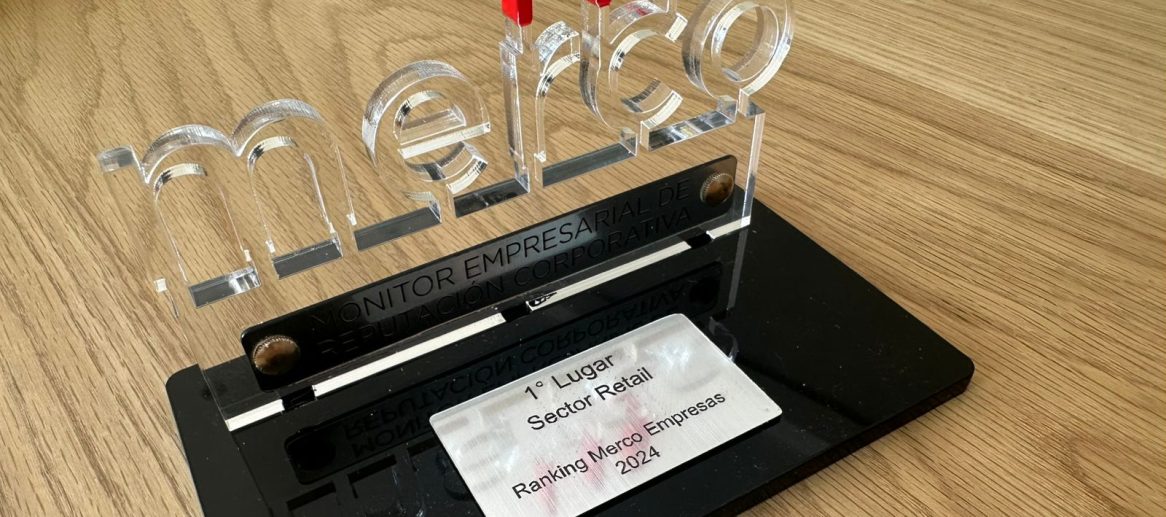 merco
MONITOR EMPRESARIAL DE
REPUTACIÓN CORPORATIVA
1° Lugar
Sector Retail
Ranking Merco Empresas
2024